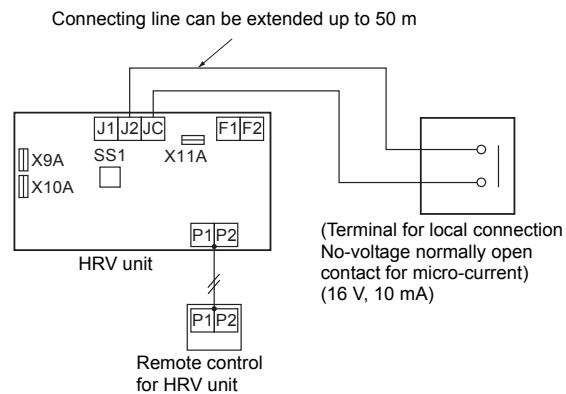 Connecting line can be extended up to 50 m
J1 J2 JC F1 F2
X9A SS1 X11A
X10A
P1 P2
HRV unit
(Terminal for local connection
No-voltage normally open
contact for micro-current)
(16 V, 10 mA)
P1 P2
Remote control
for HRV unit